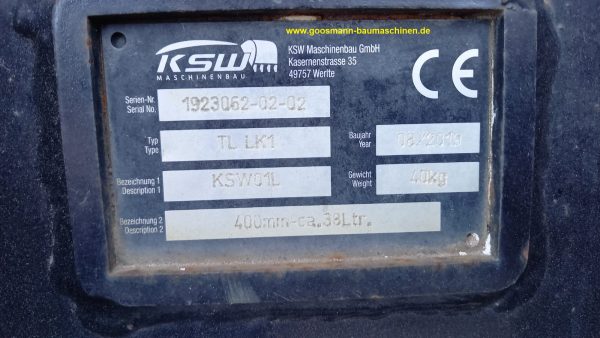 www.goosmann-baumaschinen.de
KSW
MASCHINENBAU
KSW Maschinenbau GmbH
Kasernenstrasse 35
49757 Werlte
CE
Serien-Nr.
Serial No.
1923062-02-02
Typ
Type
TL LK1
Baujahr
Year
08/2019
Bezeichnung 1
Description 1
KSW01L
Gewicht
Weight
40kg
Bezeichnung 2
Description 2
400mm-ca.38Ltr.